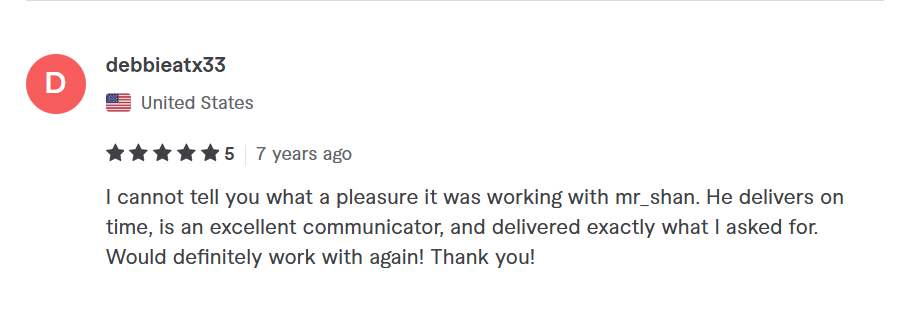 D
debbieatx33
United States
★★★★★ 5 | 7 years ago
I cannot tell you what a pleasure it was working with mr_shan. He delivers on
time, is an excellent communicator, and delivered exactly what I asked for.
Would definitely work with again! Thank you!